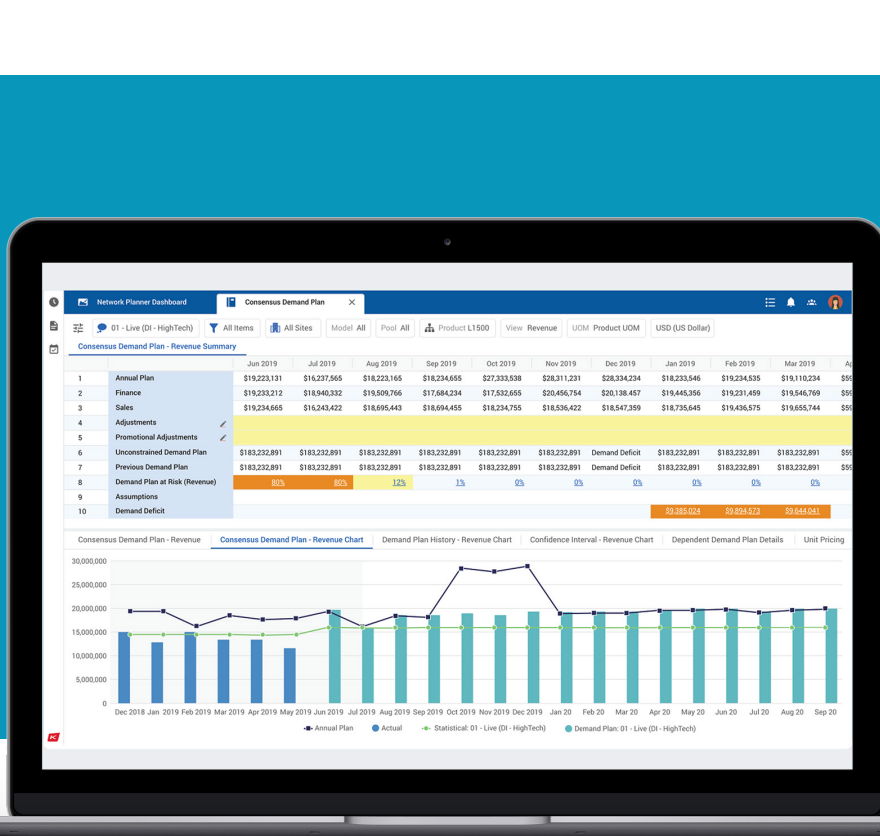 Network Planner Dashboard Consensus Demand Plan
01 - Live (DI - HighTech) All Items All Sites Model All Pool All Product L1500 View Revenue UOM Product UOM USD (US Dollar)
Consensus Demand Plan - Revenue Summary
Jun 2019 Jul 2019 Aug 2019 Sep 2019 Oct 2019 Nov 2019 Dec 2019 Jan 2019 Feb 2019 Mar 2019 Ap
1 Annual Plan $19,223,131 $16,237,565 $18,223,165 $18,234,655 $27,333,538 $28,311,231 $28,334,234 $18,233,546 $19,234,535 $19,110,234 $59
2 Finance $19,233,212 $18,940,332 $19,509,766 $17,684,234 $17,532,655 $20,456,754 $20,138.457 $19,445,356 $19,231,459 $19,546,769 $59
3 Sales $19,234,665 $16,243,422 $18,695,443 $18,694,455 $18,234,755 $18,536,422 $18,547,359 $18,735,645 $19,436,575 $19,655,744 $59
4 Adjustments
5 Promotional Adjustments
6 Unconstrained Demand Plan $183,232,891 $183,232,891 $183,232,891 $183,232,891 $183,232,891 $183,232,891 Demand Deficit $183,232,891 $183,232,891 $183,232,891 $59
7 Previous Demand Plan $183,232,891 $183,232,891 $183,232,891 $183,232,891 $183,232,891 $183,232,891 Demand Deficit $183,232,891 $183,232,891 $183,232,891 $59
8 Demand Plan at Risk (Revenue) 80% 80% 12% 1% 0% 0% 0% 0% 0% 0%
9 Assumptions
10 Demand Deficit $9,385,024 $9,894,573 $9,644,041
Consensus Demand Plan - Revenue Consensus Demand Plan - Revenue Chart Demand Plan History - Revenue Chart Confidence Interval - Revenue Chart Dependent Demand Plan Details Unit Pricing
30,000,000
25,000,000
20,000,000
15,000,000
10,000,000
5,000,000
0
Dec 2018 Jan 2019 Feb 2019 Mar 2019 Apr 2019 May 2019 Jun 2019 Jul 2019 Aug 2019 Sep 2019 Oct 2019 Nov 2019 Dec 2019 Jan 20 Feb 20 Mar 20 Apr 20 May 20 Jun 20 Jul 20 Aug 20 Sep 20
Annual Plan Actual Statistical: 01 - Live (DI - HighTech) Demand Plan: 01 - Live (DI - HighTech)